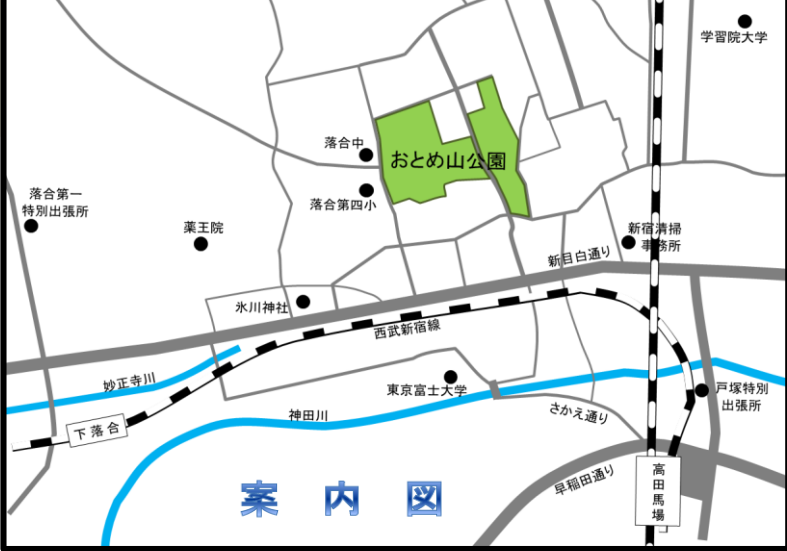 学習院大学
落合中
おとめ山公園
落合第一
特別出張所
落合第四小
薬王院
新宿清掃
事務所
新目白通り
氷川神社
西武新宿線
妙正寺川
東京富士大学
戸塚特別
出張所
さかえ通り
神田川
下落合
早稲田通り
高田馬場
案内図